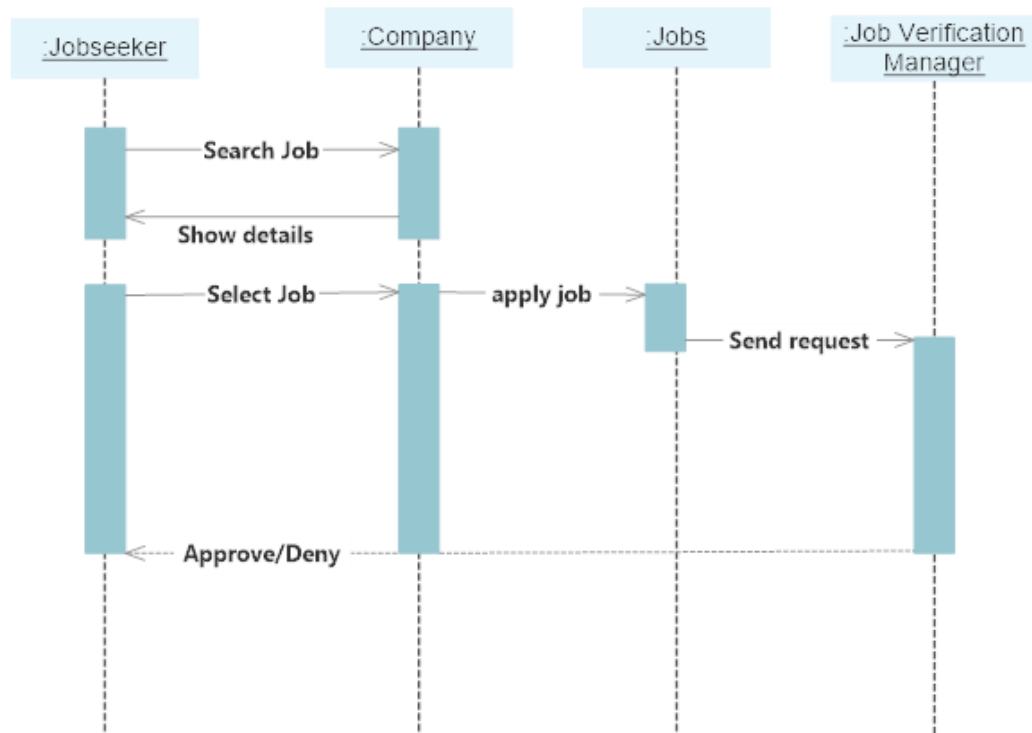 :Jobseeker
:Company
:Jobs
:Job Verification
Manager
Search Job
Show details
Select Job
apply job
Send request
Approve/Deny